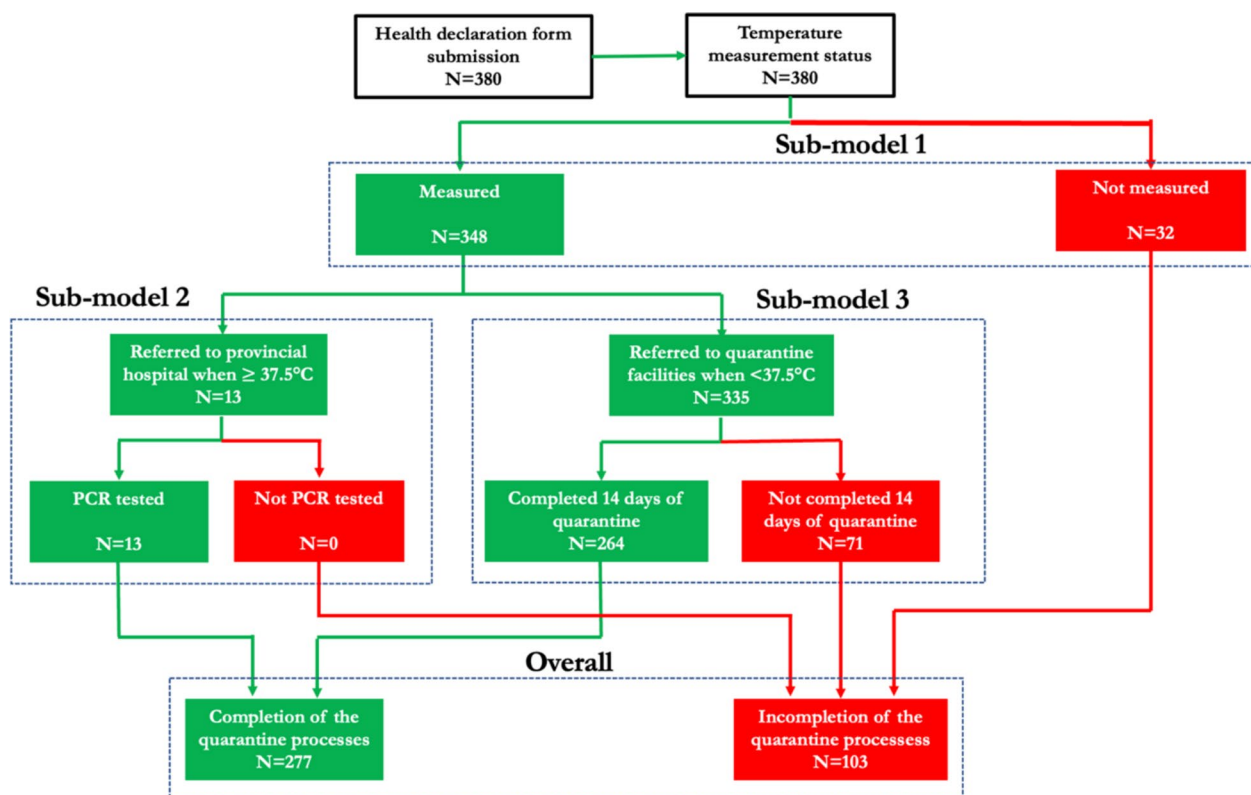 Health declaration form
submission
N=380
Temperature
measurement status
N=380
Sub-model 1
Measured
N=348
Not measured
N=32
Sub-model 2
Sub-model 3
Referred to provincial
hospital when ≥ 37.5°C
N=13
Referred to quarantine
facilities when <37.5°C
N=335
PCR tested
N=13
Not PCR tested
N=0
Completed 14 days of
quarantine
N=264
Not completed 14
days of quarantine
N=71
Overall
Completion of the
quarantine processes
N=277
Incompletion of the
quarantine processess
N=103